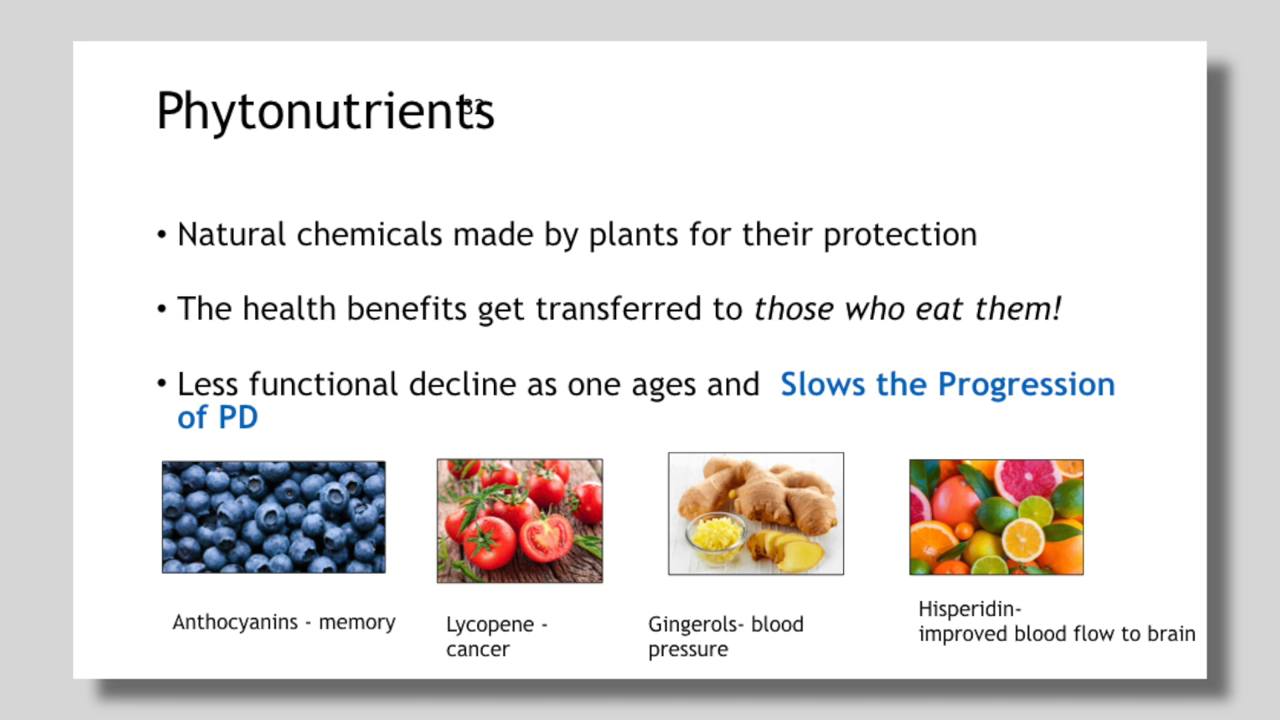 Phytonutrients
• Natural chemicals made by plants for their protection
• The health benefits get transferred to those who eat them!
• Less functional decline as one ages and Slows the Progression
of PD
Anthocyanins - memory
Lycopene -
cancer
Gingerols- blood
pressure
Hisperidin-
improved blood flow to brain